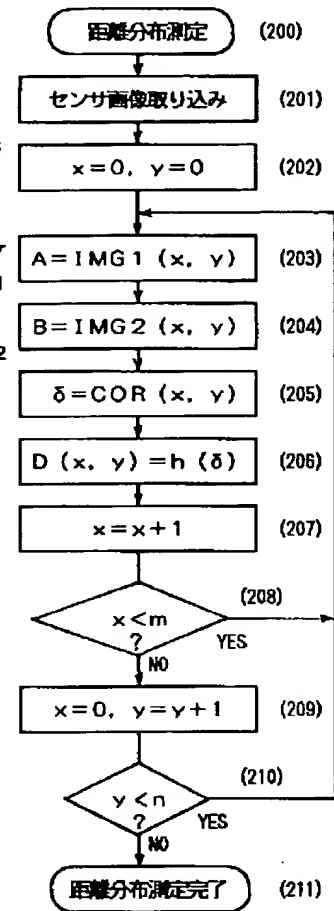 距離分布測定 (200)
センサ画像取り込み (201)
x=0, y=0 (202)
A=IMG1 (x, y) (203)
B=IMG2 (x, y) (204)
δ=COR (x, y) (205)
D (x, y) =h (δ) (206)
x=x+1 (207)
(208)
x<m
?
YES
NO
x=0, y=y+1 (209)
(210)
y<n
?
YES
NO
距離分布測定完了 (211)